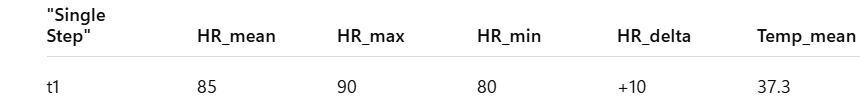 "Single
Step" HR_mean HR_max HR_min HR_delta Temp_mean
t1 85 90 80 +10 37.3